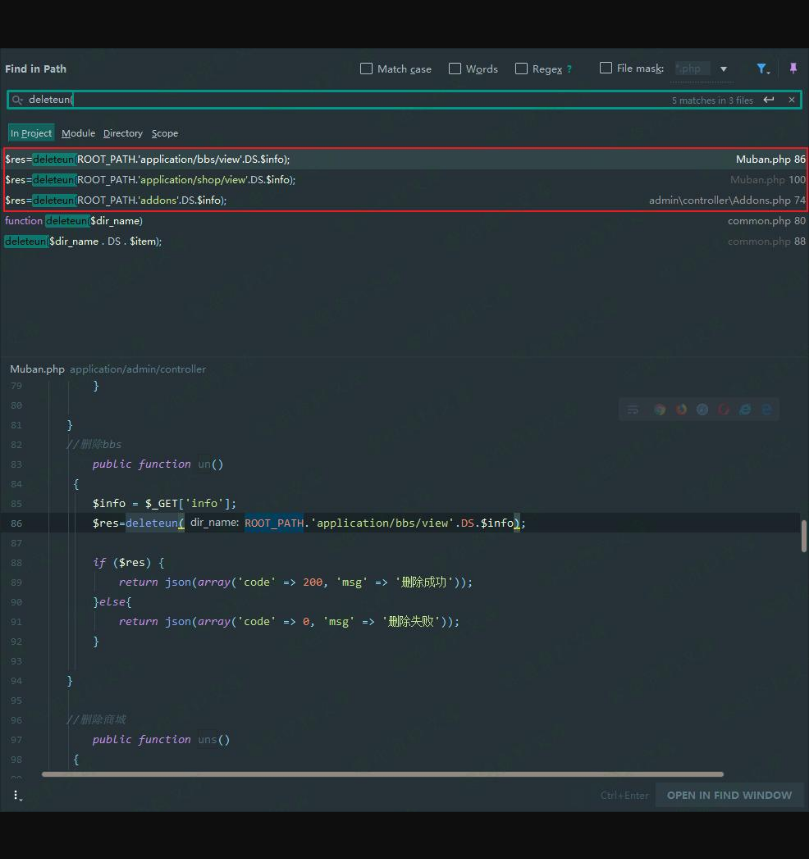 Find in Path Match case Words Regex ? File mask: *.php
deleteun( 5 matches in 3 files
In Project Module Directory Scope
$res=deleteun(ROOT_PATH.'application/bbs/view'.DS.$info); Muban.php 86
$res=deleteun(ROOT_PATH.'application/shop/view'.DS.$info); Muban.php 100
$res=deleteun(ROOT_PATH.'addons'.DS.$info); admin\controller\Addons.php 74
function deleteun($dir_name) common.php 80
deleteun($dir_name . DS . $item); common.php 88
Muban.php application/admin/controller
79 }
80
81 }
82 //删除bbs
83 public function un()
84 {
85 $info = $_GET['info'];
86 $res=deleteun( dir_name: ROOT_PATH.'application/bbs/view'.DS.$info);
87
88 if ($res) {
89 return json(array('code' => 200, 'msg' => '删除成功'));
90 }else{
91 return json(array('code' => 0, 'msg' => '删除失败'));
92 }
93
94 }
95
96 //删除商城
97 public function uns()
98 {
Ctrl+Enter OPEN IN FIND WINDOW